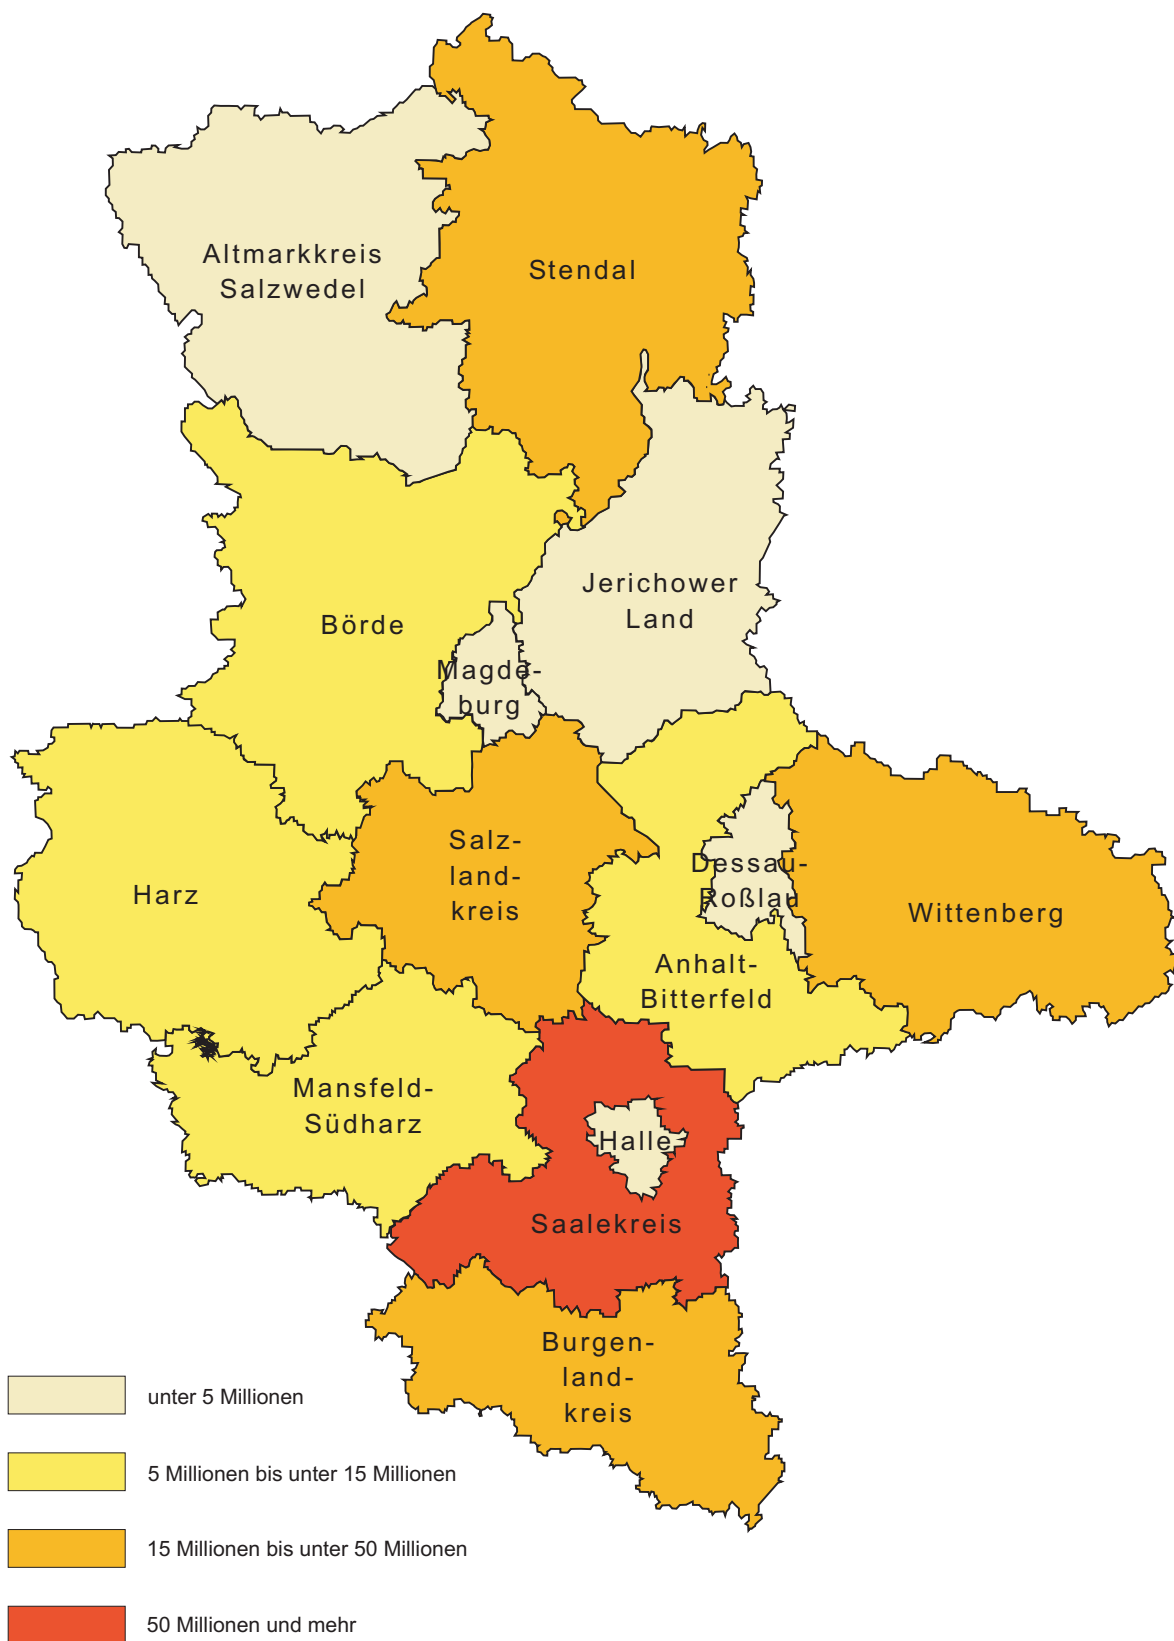 Altmarkkreis
Salzwedel
Stendal
Jerichower
Land
Börde
Magde-
burg
Salz-
land-
kreis
Harz
Dessau-
Roßlau
Wittenberg
Anhalt-
Bitterfeld
Mansfeld-
Südharz
Halle
Saalekreis
Burgen-
land-
kreis
unter 5 Millionen
5 Millionen bis unter 15 Millionen
15 Millionen bis unter 50 Millionen
50 Millionen und mehr